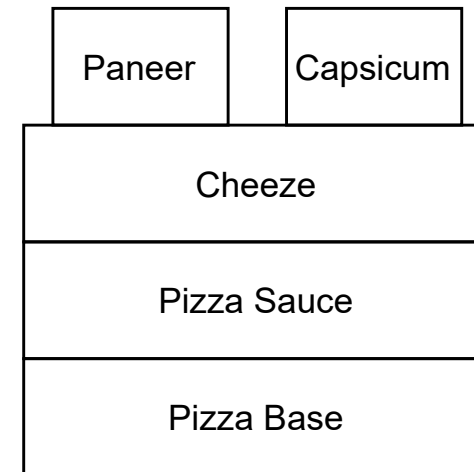 Paneer
Capsicum
Cheeze
Pizza Sauce
Pizza Base